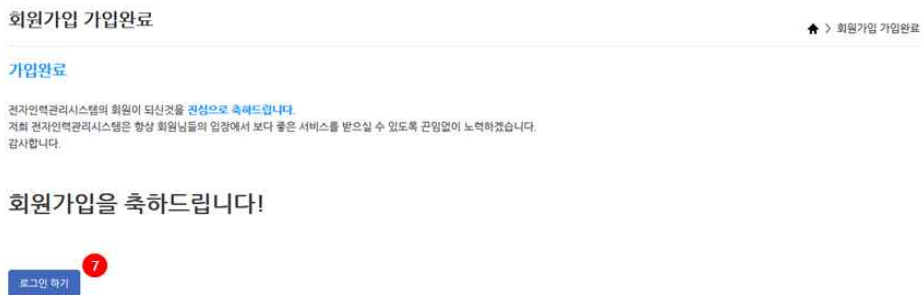 회원가입 가입완료
> 회원가입 가입완료
가입완료
전자인력관리시스템의 회원이 되신것을 진심으로 축하드립니다.
저희 전자인력관리시스템은 항상 회원님들의 입장에서 보다 좋은 서비스를 받으실 수 있도록 끈임없이 노력하겠습니다.
감사합니다.
회원가입을 축하드립니다!
7
로그인 하기